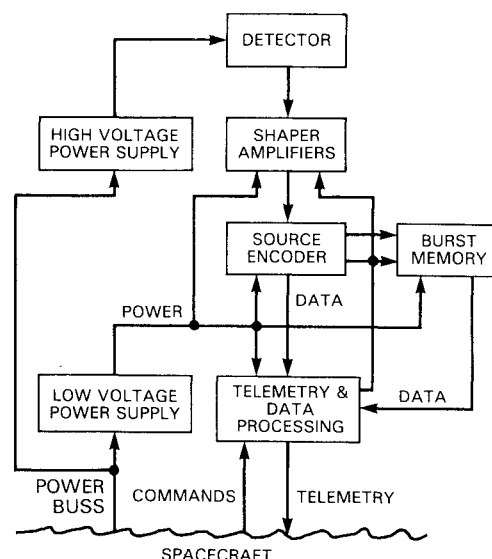 DETECTOR
HIGH VOLTAGE
POWER SUPPLY
SHAPER
AMPLIFIERS
SOURCE
ENCODER
BURST
MEMORY
POWER
DATA
LOW VOLTAGE
POWER SUPPLY
TELEMETRY &
DATA
PROCESSING
DATA
POWER
BUSS
COMMANDS
TELEMETRY
SPACECRAFT